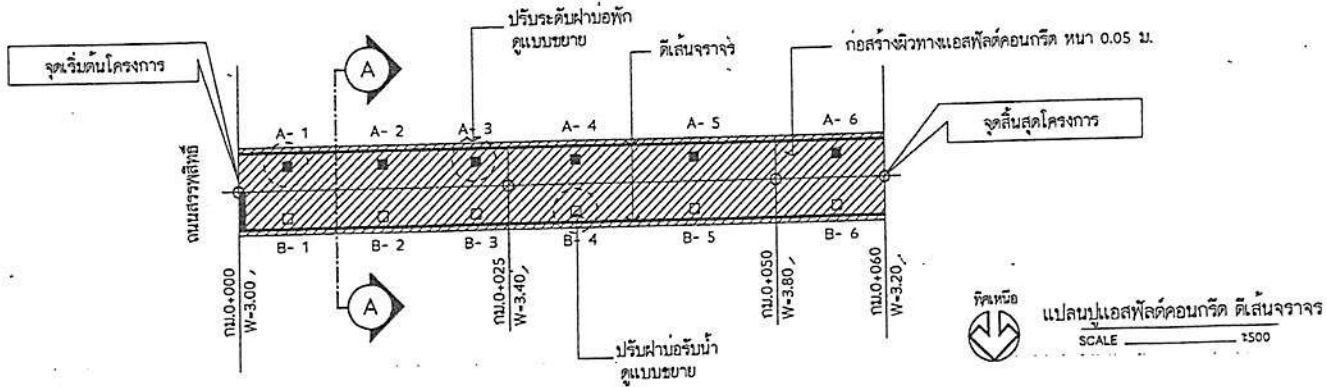 ปรับระดับฝาบ่อพัก
ดูแบบขยาย
ตีเส้นจราจร
ก่อสร้างผิวทางแอสฟัลต์คอนกรีต หนา 0.05 ม.
จุดเริ่มต้นโครงการ
A
จุดสิ้นสุดโครงการ
A- 1
A- 2
A- 3
A- 4
A- 5
A- 6
ถนนสรรพสิทธิ์
B- 1
B- 2
B- 3
B- 4
B- 5
B- 6
A
กม.0+000
W=3.00
กม.0+025
W=3.40
กม.0+050
W=3.80
กม.0+060
W=3.20
ปรับฝาบ่อรับน้ำ
ดูแบบขยาย
ทิศเหนือ
แปลนปูแอสฟัลต์คอนกรีต ตีเส้นจราจร
SCALE 1:500